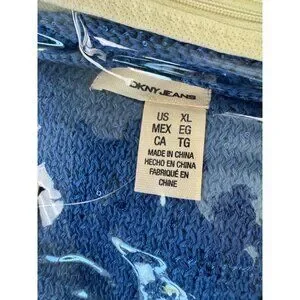 DKNY JEANS
US XL
MEX EG
CA TG
MADE IN CHINA
HECHO EN CHINA
FABRIQUÉ EN
CHINE